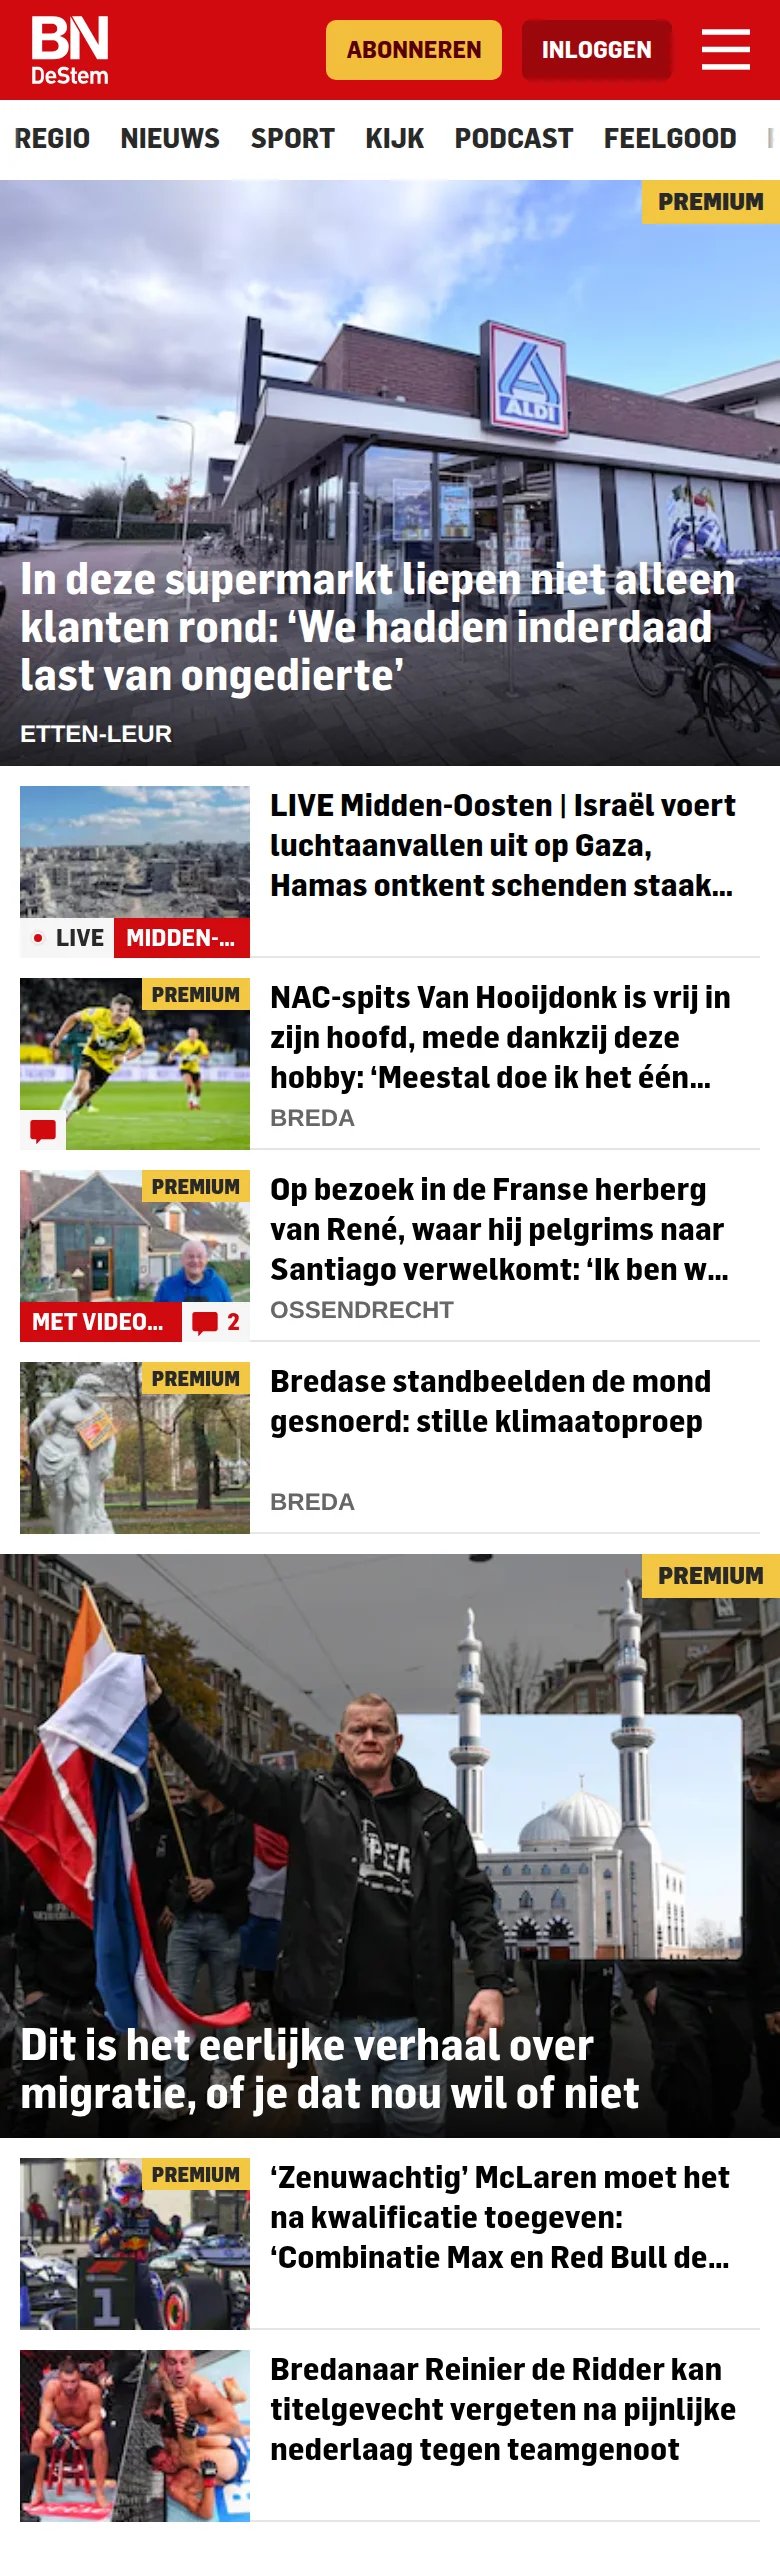 BN
DeStem
ABONNEREN
INLOGGEN
REGIO NIEUWS SPORT KIJK PODCAST FEELGOOD
PREMIUM
ALDI
In deze supermarkt liepen niet alleen
klanten rond: ‘We hadden inderdaad
last van ongedierte’
ETTEN-LEUR
LIVE MIDDEN-...
LIVE Midden-Oosten | Israël voert
luchtaanvallen uit op Gaza,
Hamas ontkent schenden staak...
PREMIUM
NAC-spits Van Hooijdonk is vrij in
zijn hoofd, mede dankzij deze
hobby: ‘Meestal doe ik het één...
BREDA
PREMIUM
MET VIDEO... 2
Op bezoek in de Franse herberg
van René, waar hij pelgrims naar
Santiago verwelkomt: ‘Ik ben w...
OSSENDRECHT
PREMIUM
Bredase standbeelden de mond
gesnoerd: stille klimaatoproep
BREDA
PREMIUM
Dit is het eerlijke verhaal over
migratie, of je dat nou wil of niet
PREMIUM
1
‘Zenuwachtig’ McLaren moet het
na kwalificatie toegeven:
‘Combinatie Max en Red Bull de...
Bredanaar Reinier de Ridder kan
titelgevecht vergeten na pijnlijke
nederlaag tegen teamgenoot